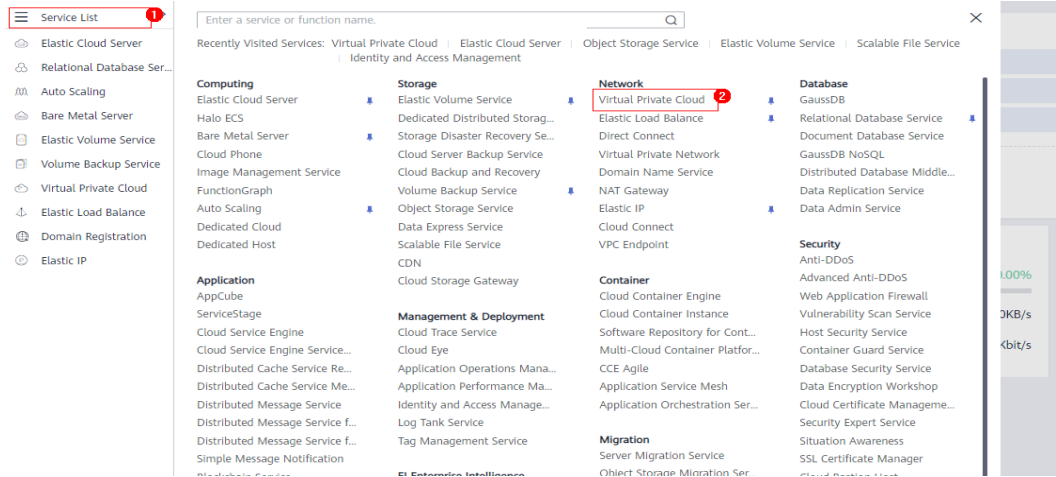 Service List
1
Elastic Cloud Server
Relational Database Ser...
Auto Scaling
Bare Metal Server
Elastic Volume Service
Volume Backup Service
Virtual Private Cloud
Elastic Load Balance
Domain Registration
Elastic IP
Enter a service or function name.
Recently Visited Services: Virtual Private Cloud | Elastic Cloud Server | Object Storage Service | Elastic Volume Service | Scalable File Service
| Identity and Access Management
Computing
Elastic Cloud Server
Halo ECS
Bare Metal Server
Cloud Phone
Image Management Service
FunctionGraph
Auto Scaling
Dedicated Cloud
Dedicated Host
Application
AppCube
ServiceStage
Cloud Service Engine
Cloud Service Engine Service...
Distributed Cache Service Re...
Distributed Cache Service Me...
Distributed Message Service
Distributed Message Service f...
Distributed Message Service f...
Simple Message Notification
Storage
Elastic Volume Service
Dedicated Distributed Storag...
Storage Disaster Recovery Se...
Cloud Server Backup Service
Cloud Backup and Recovery
Volume Backup Service
Object Storage Service
Data Express Service
Scalable File Service
CDN
Cloud Storage Gateway
Management & Deployment
Cloud Trace Service
Cloud Eye
Application Operations Mana...
Application Performance Ma...
Identity and Access Manage...
Log Tank Service
Tag Management Service
EI Enterprise Intelligence
Network
Virtual Private Cloud
2
Elastic Load Balance
Direct Connect
Virtual Private Network
Domain Name Service
NAT Gateway
Elastic IP
Cloud Connect
VPC Endpoint
Container
Cloud Container Engine
Cloud Container Instance
Software Repository for Cont...
Multi-Cloud Container Platfor...
CCE Agile
Application Service Mesh
Application Orchestration Ser...
Migration
Server Migration Service
Object Storage Migration Ser...
Database
GaussDB
Relational Database Service
Document Database Service
GaussDB NoSQL
Distributed Database Middle...
Data Replication Service
Data Admin Service
Security
Anti-DDoS
Advanced Anti-DDoS
Web Application Firewall
Vulnerability Scan Service
Host Security Service
Container Guard Service
Database Security Service
Data Encryption Workshop
Cloud Certificate Manageme...
Security Expert Service
Situation Awareness
SSL Certificate Manager
.00%
0KB/s
Kbit/s